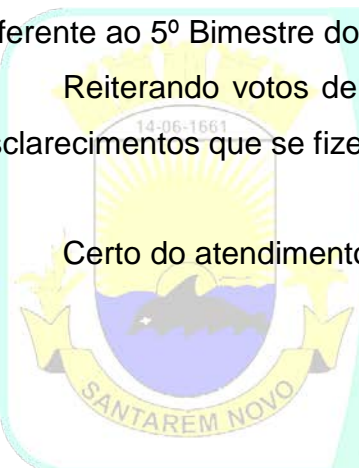 ferente ao 5º Bimestre do
Reiterando votos de
14-06-1661
sclarecimentos que se fize
Certo do atendimento
SANTARÉM NOVO